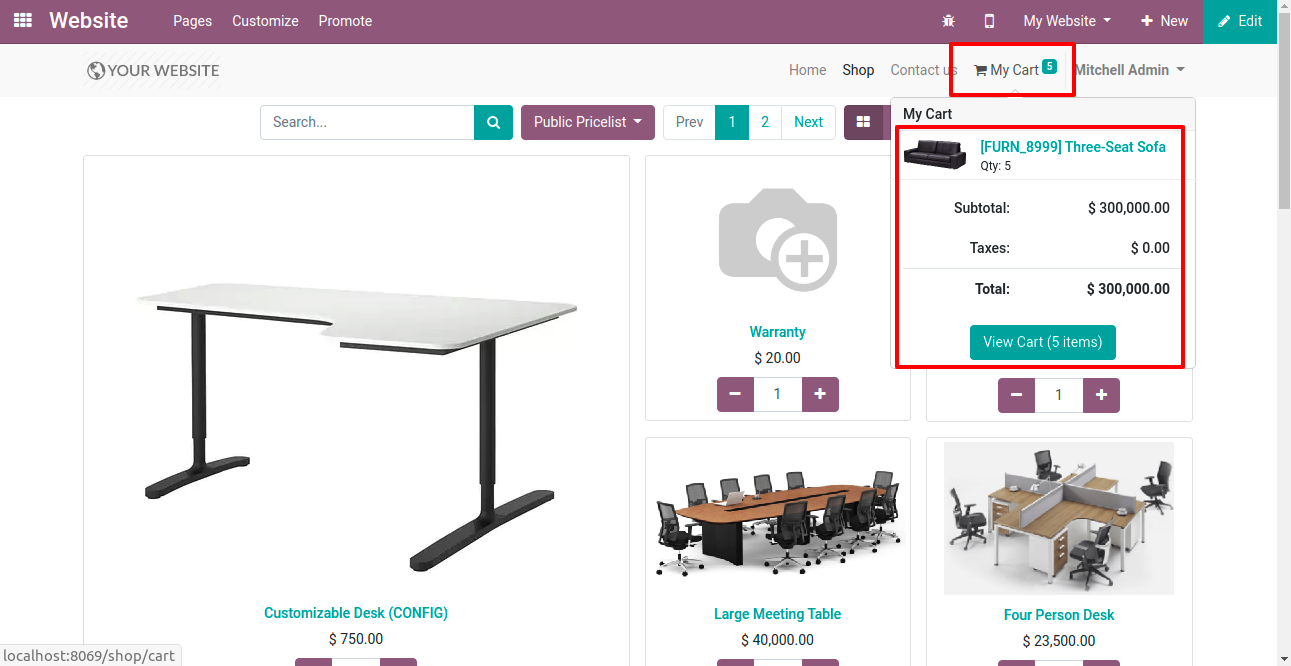 Website Pages Customize Promote My Website + New Edit
YOUR WEBSITE Home Shop Contact us My Cart 5 Mitchell Admin
Search... Public Pricelist Prev 1 2 Next
My Cart
[FURN_8999] Three-Seat Sofa
Qty: 5
Subtotal: $ 300,000.00
Taxes: $ 0.00
Total: $ 300,000.00
View Cart (5 items)
Warranty
$ 20.00
1
1
Customizable Desk (CONFIG)
$ 750.00
Large Meeting Table
$ 40,000.00
Four Person Desk
$ 23,500.00
localhost:8069/shop/cart